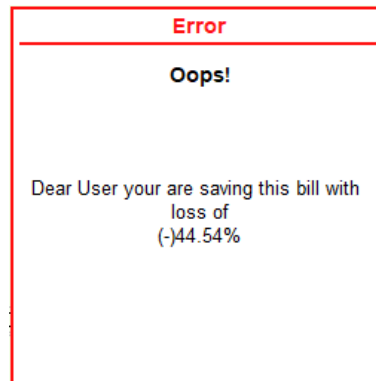 Error
Oops!
Dear User your are saving this bill with
loss of
(-)44.54%